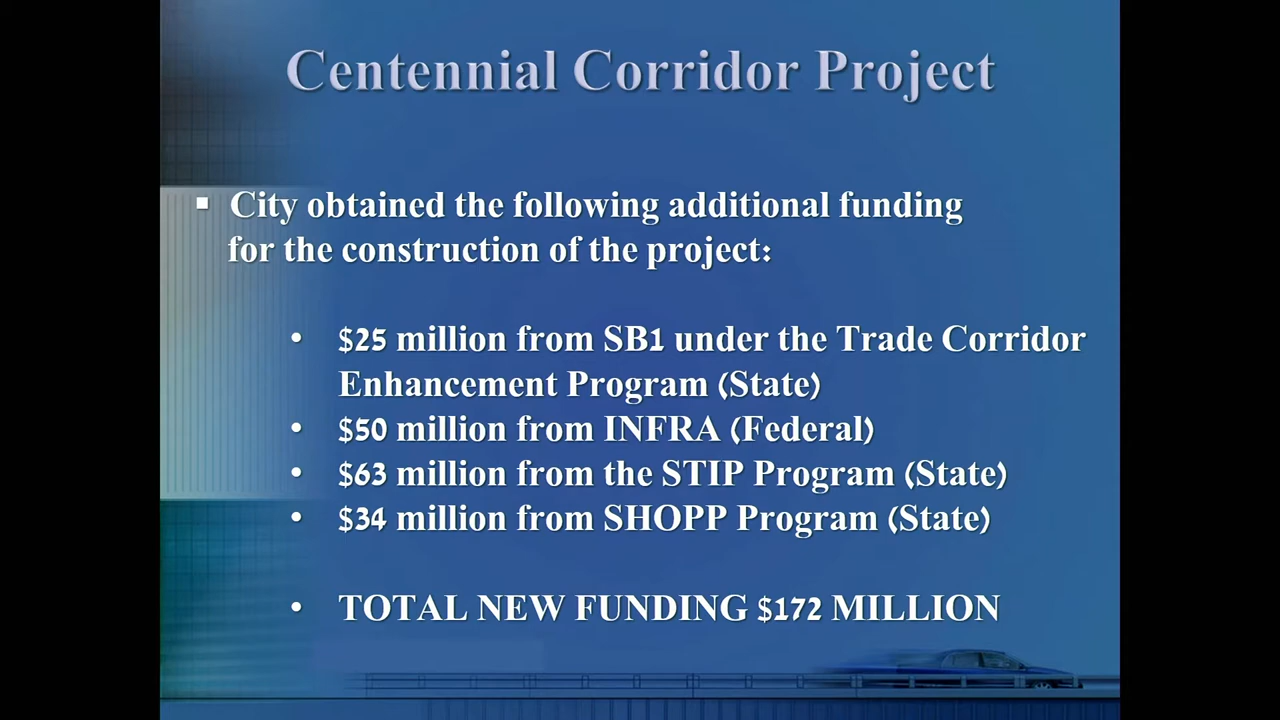 Centennial Corridor Project
▪ City obtained the following additional funding
for the construction of the project:
• $25 million from SB1 under the Trade Corridor
Enhancement Program (State)
• $50 million from INFRA (Federal)
• $63 million from the STIP Program (State)
• $34 million from SHOPP Program (State)
• TOTAL NEW FUNDING $172 MILLION